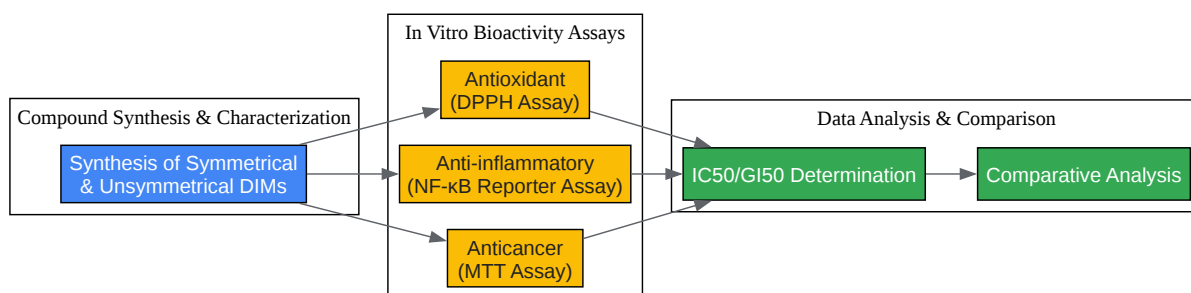 Compound Synthesis & Characterization
Synthesis of Symmetrical
& Unsymmetrical DIMs
In Vitro Bioactivity Assays
Antioxidant
(DPPH Assay)
Anti-inflammatory
(NF-κB Reporter Assay)
Anticancer
(MTT Assay)
Data Analysis & Comparison
IC50/GI50 Determination
Comparative Analysis